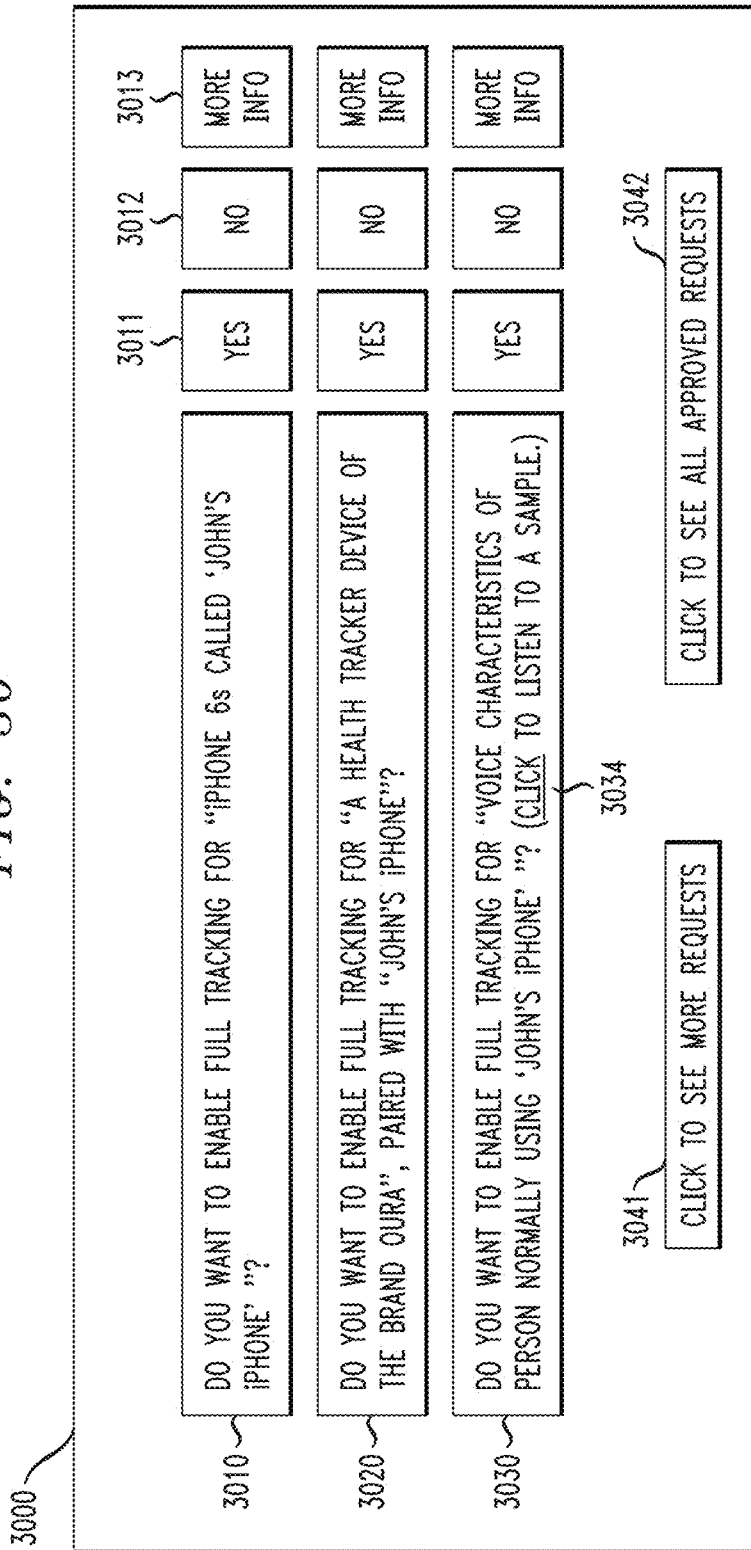 3000
3010
DO YOU WANT TO ENABLE FULL TRACKING FOR “iPHONE 6s CALLED ‘JOHN’S
iPHONE’ ”?
3011
YES
3012
NO
3013
MORE
INFO
3020
DO YOU WANT TO ENABLE FULL TRACKING FOR “A HEALTH TRACKER DEVICE OF
THE BRAND OURA”, PAIRED WITH “JOHN’S iPHONE”?
YES
NO
MORE
INFO
3030
DO YOU WANT TO ENABLE FULL TRACKING FOR “VOICE CHARACTERISTICS OF
PERSON NORMALLY USING ‘JOHN’S iPHONE’ ”? (CLICK TO LISTEN TO A SAMPLE.)
3034
YES
NO
MORE
INFO
3041
CLICK TO SEE MORE REQUESTS
3042
CLICK TO SEE ALL APPROVED REQUESTS